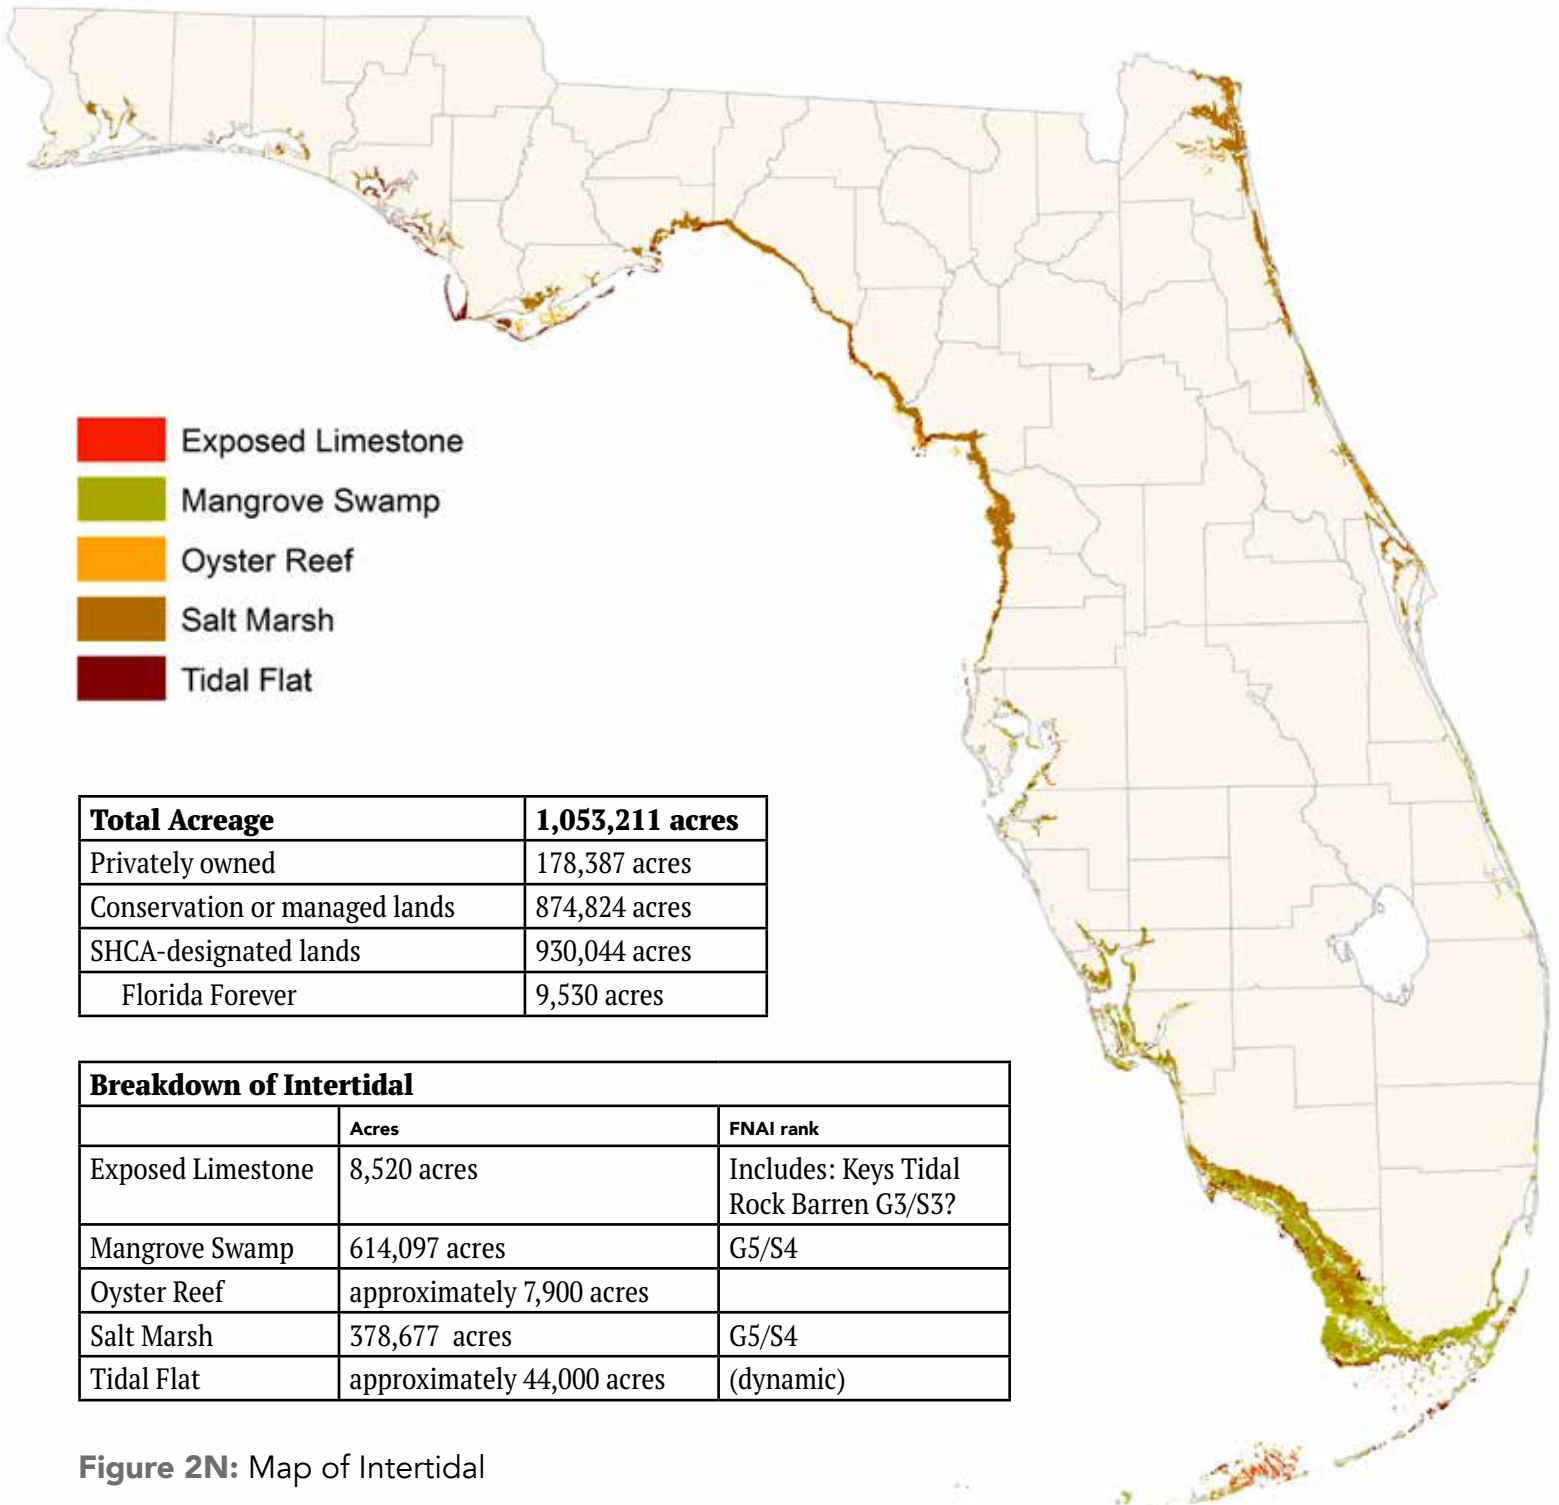 Exposed Limestone
Mangrove Swamp
Oyster Reef
Salt Marsh
Tidal Flat
Total Acreage 1,053,211 acres
Privately owned 178,387 acres
Conservation or managed lands 874,824 acres
SHCA-designated lands 930,044 acres
Florida Forever 9,530 acres
Breakdown of Intertidal
Acres FNAI rank
Exposed Limestone 8,520 acres Includes: Keys Tidal
Rock Barren G3/S3?
Mangrove Swamp 614,097 acres G5/S4
Oyster Reef approximately 7,900 acres
Salt Marsh 378,677 acres G5/S4
Tidal Flat approximately 44,000 acres (dynamic)
Figure 2N: Map of Intertidal